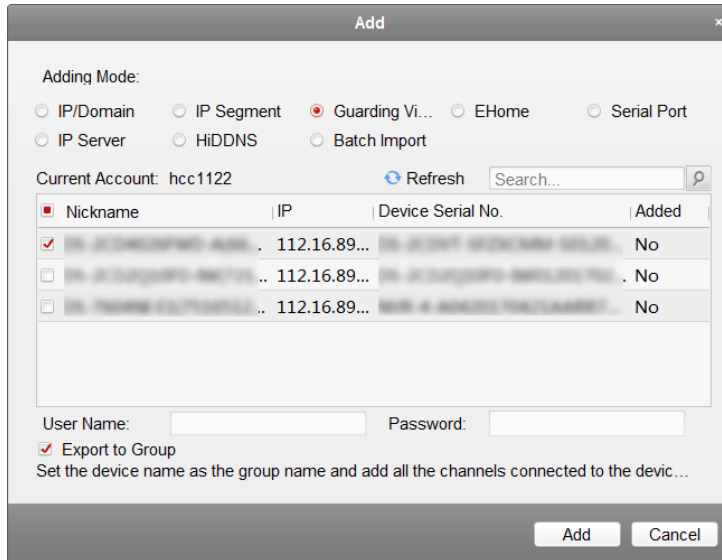 Add
×
Adding Mode:
IP/Domain IP Segment Guarding Vi... EHome Serial Port
IP Server HiDDNS Batch Import
Current Account: hcc1122 Refresh Search...
Nickname IP Device Serial No. Added
112.16.89... No
112.16.89... No
112.16.89... No
User Name: Password:
Export to Group
Set the device name as the group name and add all the channels connected to the devic...
Add Cancel